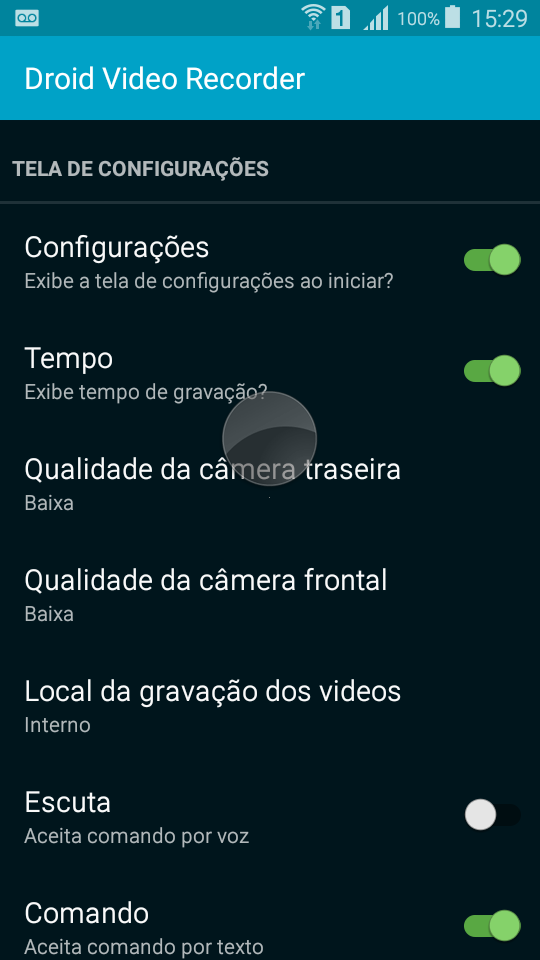 1 100% 15:29
Droid Video Recorder
TELA DE CONFIGURAÇÕES
Configurações
Exibe a tela de configurações ao iniciar?
Tempo
Exibe tempo de gravação?
Qualidade da câmera traseira
Baixa
Qualidade da câmera frontal
Baixa
Local da gravação dos videos
Interno
Escuta
Aceita comando por voz
Comando
Aceita comando por texto